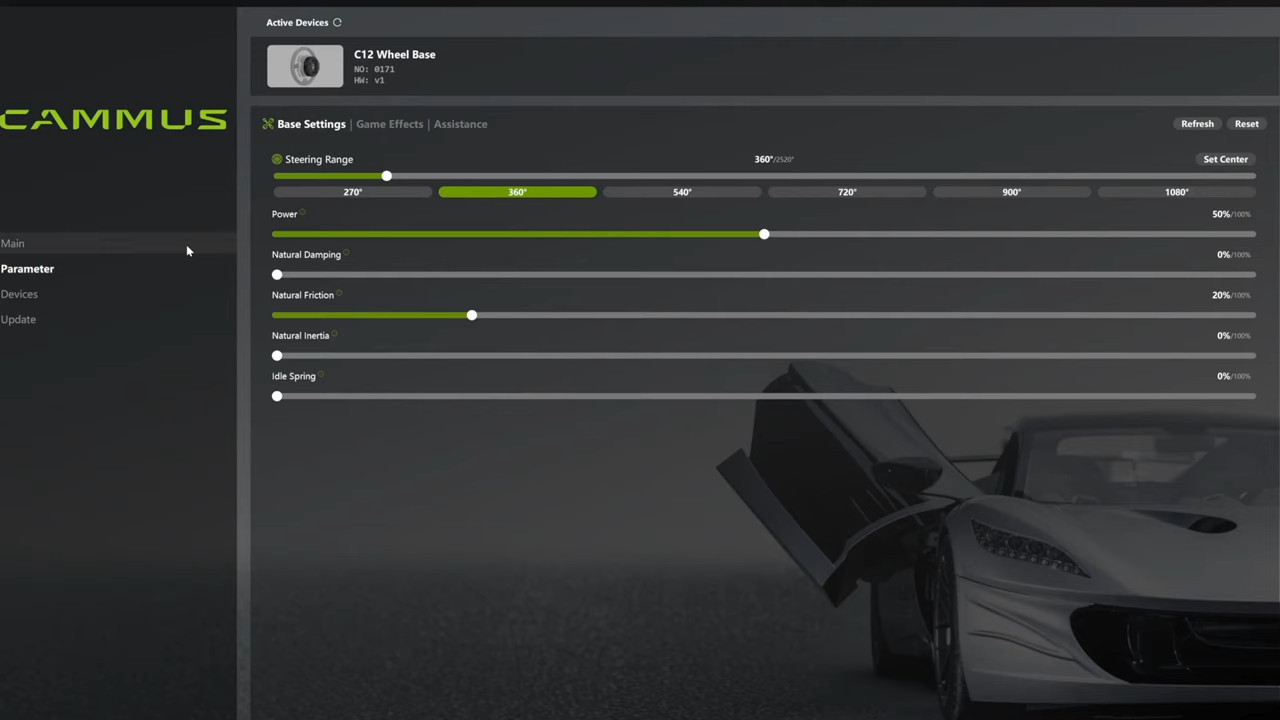 Active Devices
C12 Wheel Base
NO: 0171
HW: v1
CAMMUS
Base Settings | Game Effects | Assistance
Refresh
Reset
Steering Range
360°/2520°
Set Center
270°
360°
540°
720°
900°
1080°
Power
50%/100%
Main
Parameter
Devices
Update
Natural Damping
0%/100%
Natural Friction
20%/100%
Natural Inertia
0%/100%
Idle Spring
0%/100%